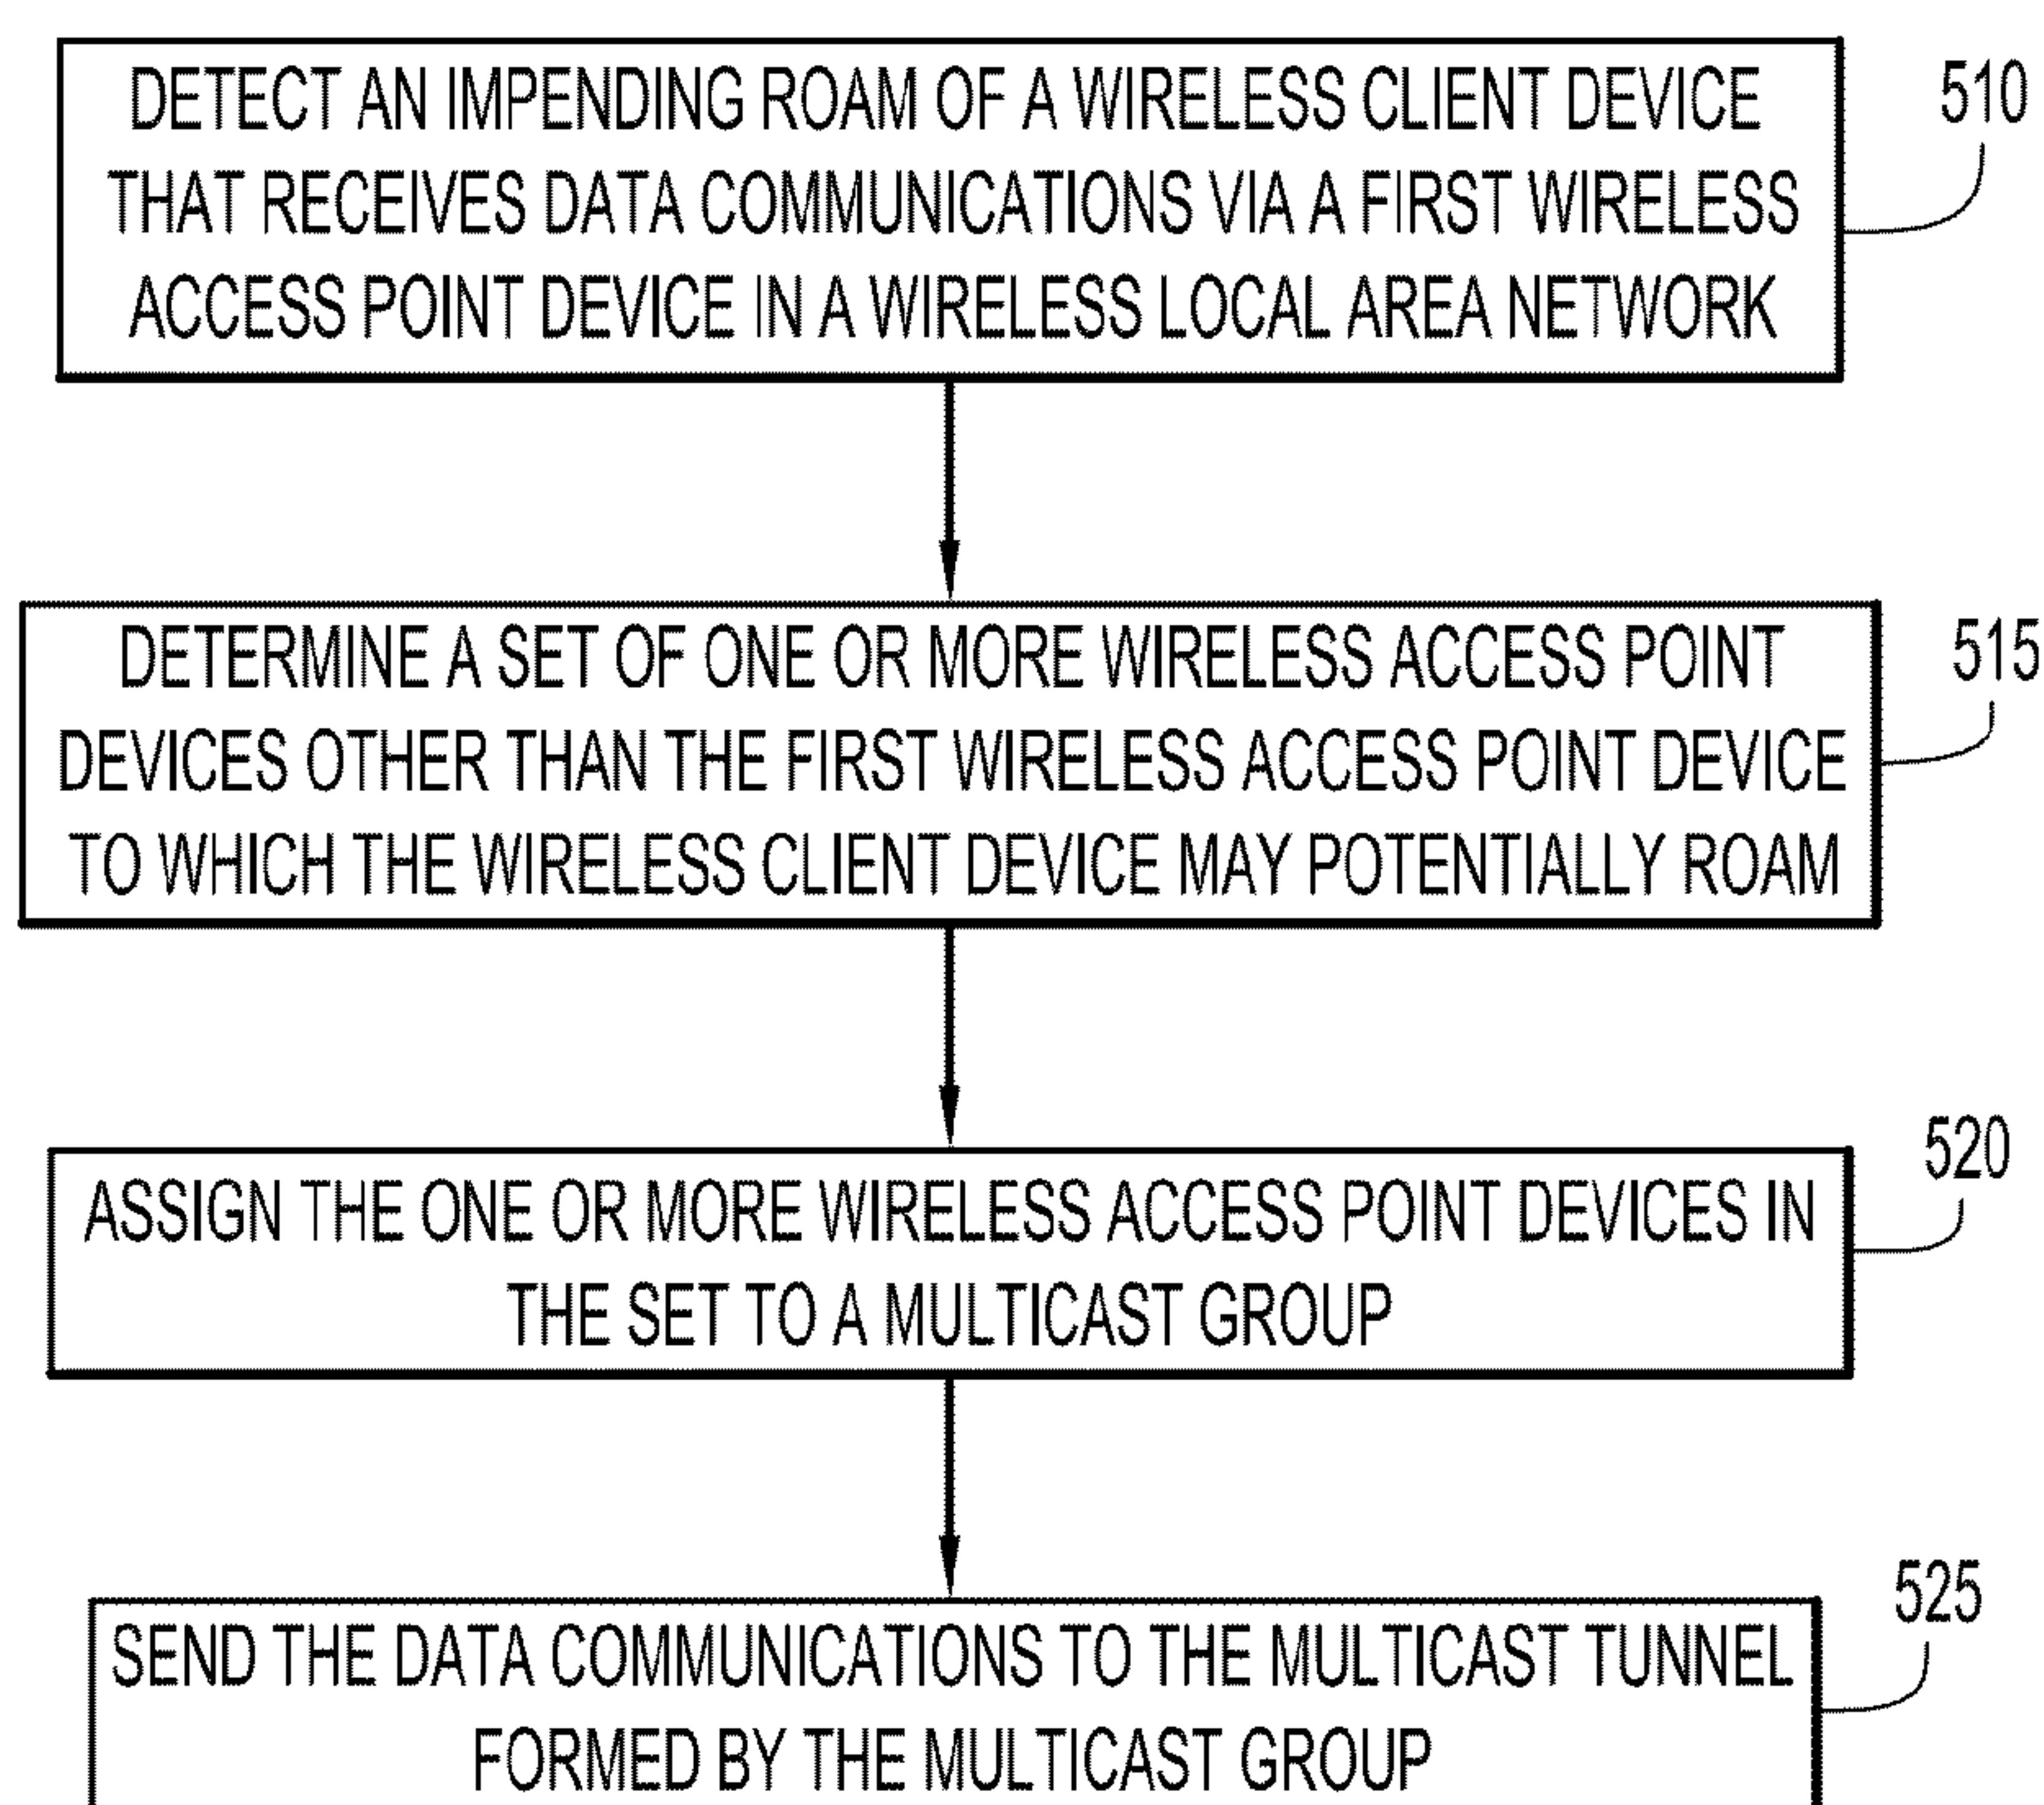 DETECT AN IMPENDING ROAM OF A WIRELESS CLIENT DEVICE
THAT RECEIVES DATA COMMUNICATIONS VIA A FIRST WIRELESS
ACCESS POINT DEVICE IN A WIRELESS LOCAL AREA NETWORK
510
DETERMINE A SET OF ONE OR MORE WIRELESS ACCESS POINT
DEVICES OTHER THAN THE FIRST WIRELESS ACCESS POINT DEVICE
TO WHICH THE WIRELESS CLIENT DEVICE MAY POTENTIALLY ROAM
515
ASSIGN THE ONE OR MORE WIRELESS ACCESS POINT DEVICES IN
THE SET TO A MULTICAST GROUP
520
SEND THE DATA COMMUNICATIONS TO THE MULTICAST TUNNEL
FORMED BY THE MULTICAST GROUP
525